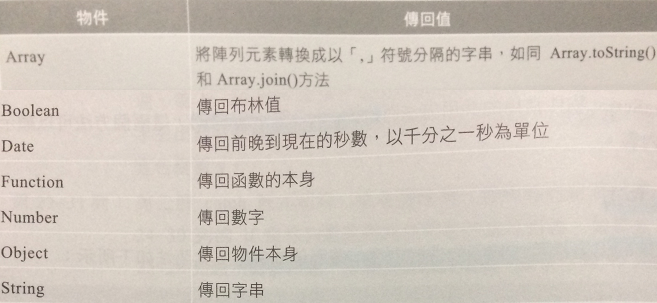 物件 傳回值
Array 將陣列元素轉換成以「,」符號分隔的字串，如同 Array.toString()
和 Array.join()方法
Boolean 傳回布林值
Date 傳回前晚到現在的秒數，以千分之一秒為單位
Function 傳回函數的本身
Number 傳回數字
Object 傳回物件本身
String 傳回字串